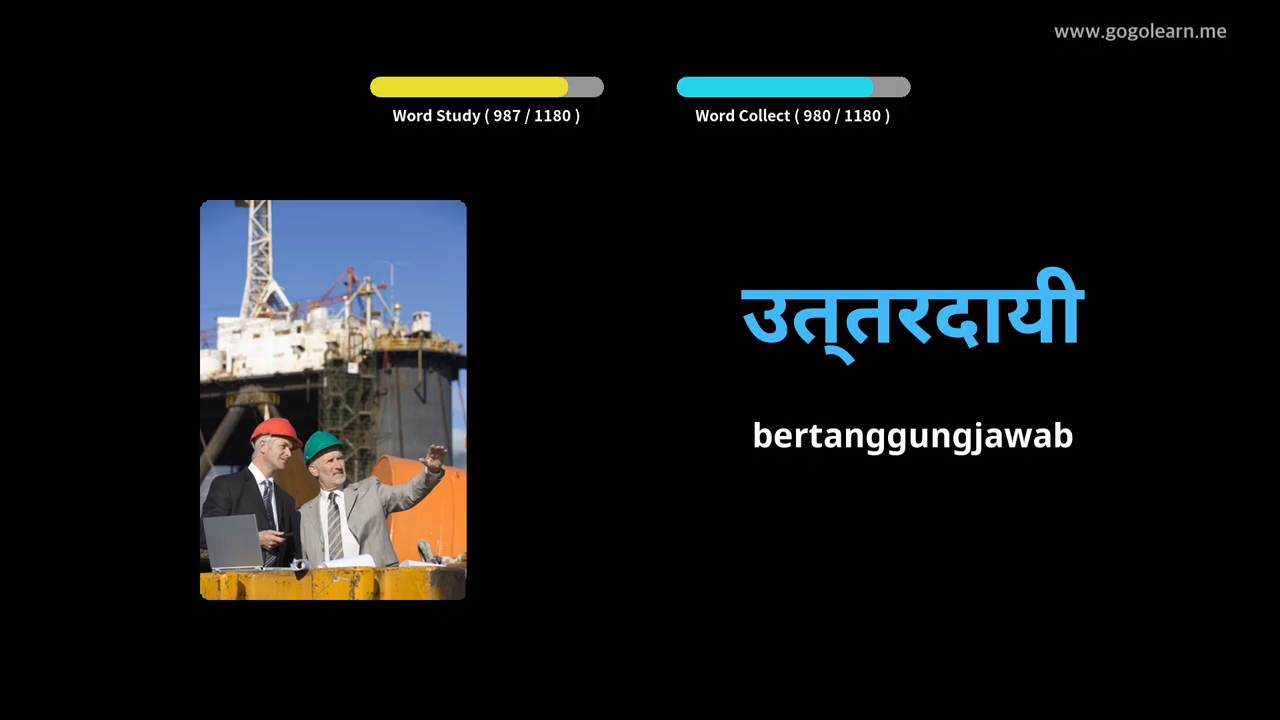 www.gogolearn.me
Word Study ( 987 / 1180 )
Word Collect ( 980 / 1180 )
उत्‌तरदायी
bertanggungjawab